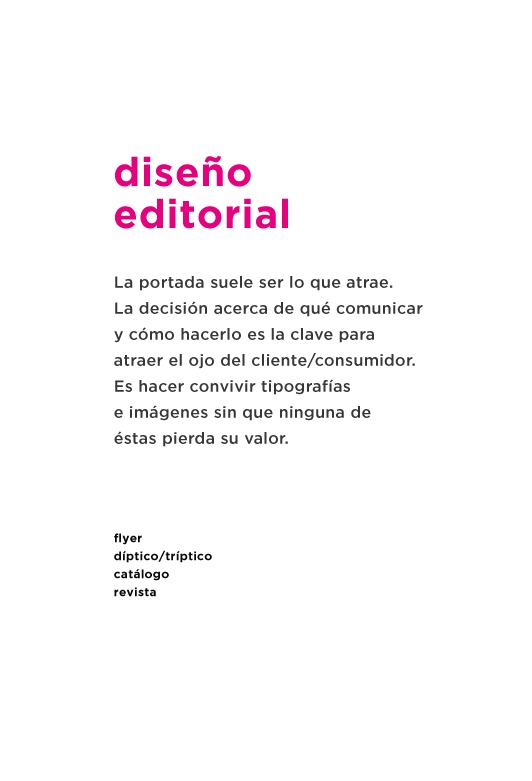 diseño
editorial
La portada suele ser lo que atrae.
La decisión acerca de qué comunicar
y cómo hacerlo es la clave para
atraer el ojo del cliente/consumidor.
Es hacer convivir tipografías
e imágenes sin que ninguna de
éstas pierda su valor.
flyer
díptico/tríptico
catálogo
revista